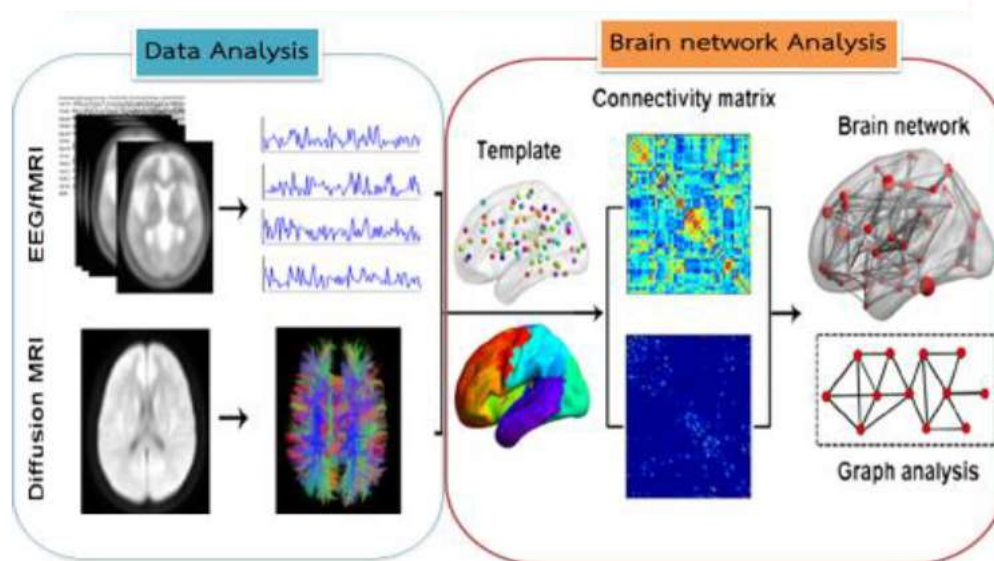 Data Analysis
Brain network Analysis
EEG/fMRI
Diffusion MRI
Template
Connectivity matrix
Brain network
Graph analysis